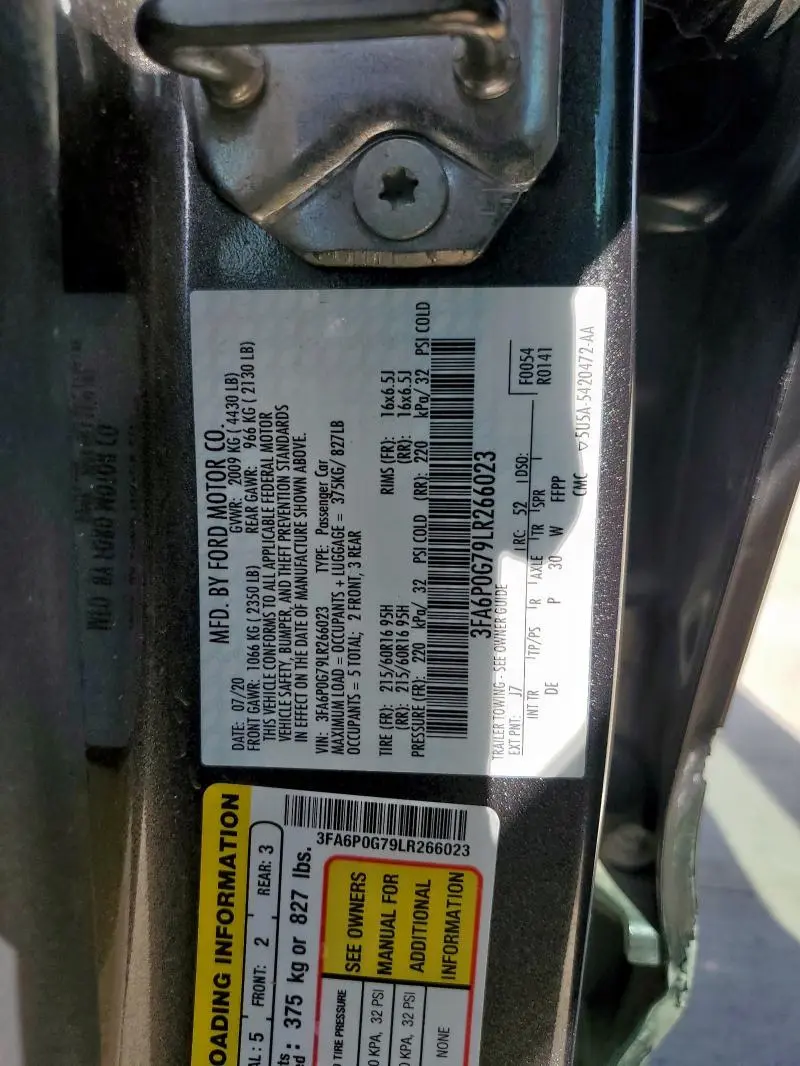 MFD. BY FORD MOTOR CO.
DATE: 07/20 GVWR: 2009 KG ( 4430 LB)
FRONT GAWR: 1066 KG ( 2350 LB) REAR GAWR: 966 KG ( 2130 LB)
THIS VEHICLE CONFORMS TO ALL APPLICABLE FEDERAL MOTOR
VEHICLE SAFETY, BUMPER, AND THEFT PREVENTION STANDARDS
IN EFFECT ON THE DATE OF MANUFACTURE SHOWN ABOVE.
VIN: 3FA6P0G79LR266023 TYPE: Passenger Car
MAXIMUM LOAD = OCCUPANTS + LUGGAGE = 375KG/ 827LB
OCCUPANTS = 5 TOTAL; 2 FRONT, 3 REAR
TIRE (FR): 215/60R16 95H RIMS (FR): 16x6.5J
(RR): 215/60R16 95H (RR): 16x6.5J
PRESSURE (FR): 220 kPa/ 32 PSI COLD (RR): 220 kPa/ 32 PSI COLD
3FA6P0G79LR266023
TRAILER TOWING - SEE OWNER GUIDE
F0054
R0141
EXT PNT: J7 RC: 52 DSO:
INT TR TP/PS R AXLE TR SPR
DE P 30 W FFPP
CMC ▽5U5A-5420472-AA
OADING INFORMATION
AL: 5 FRONT: 2 REAR: 3
ts : 375 kg or 827 lbs.
ed :
3FA6P0G79LR266023
TIRE PRESSURE
0 KPA, 32 PSI
0 KPA, 32 PSI
NONE
SEE OWNERS
MANUAL FOR
ADDITIONAL
INFORMATION